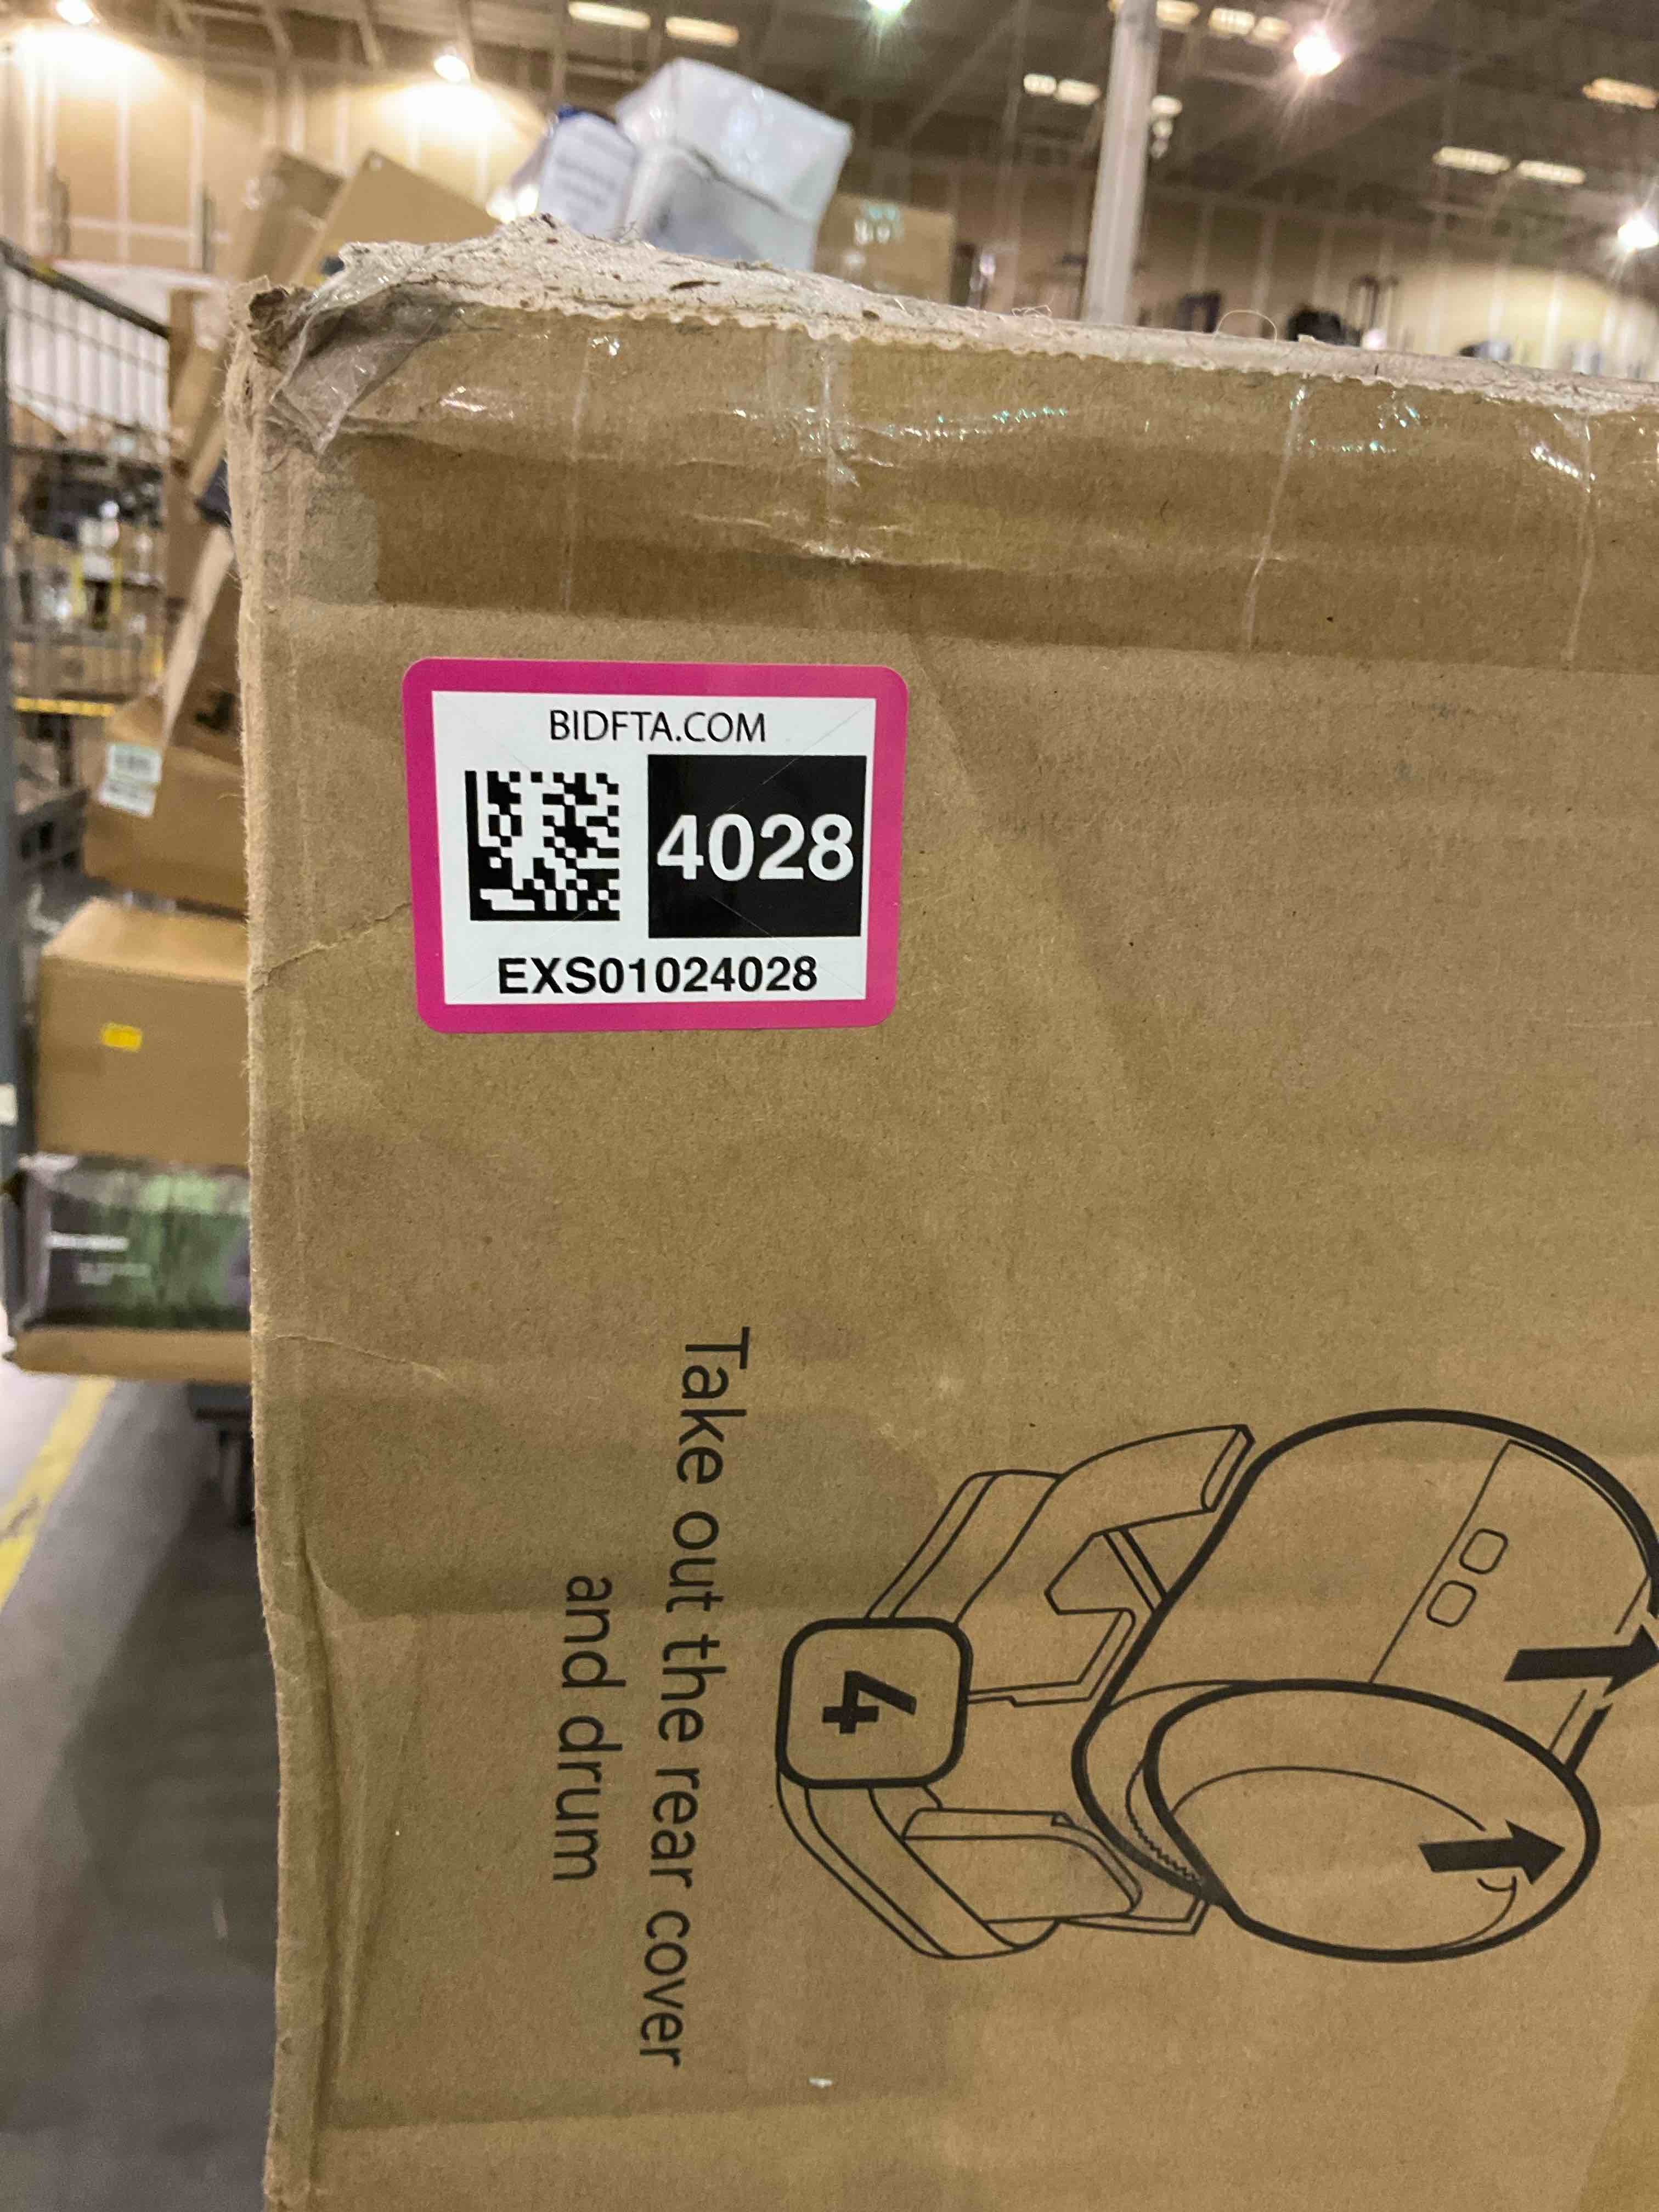 BIDFTA.COM
4028
EXS01024028
4
Take out the rear cover
and drum